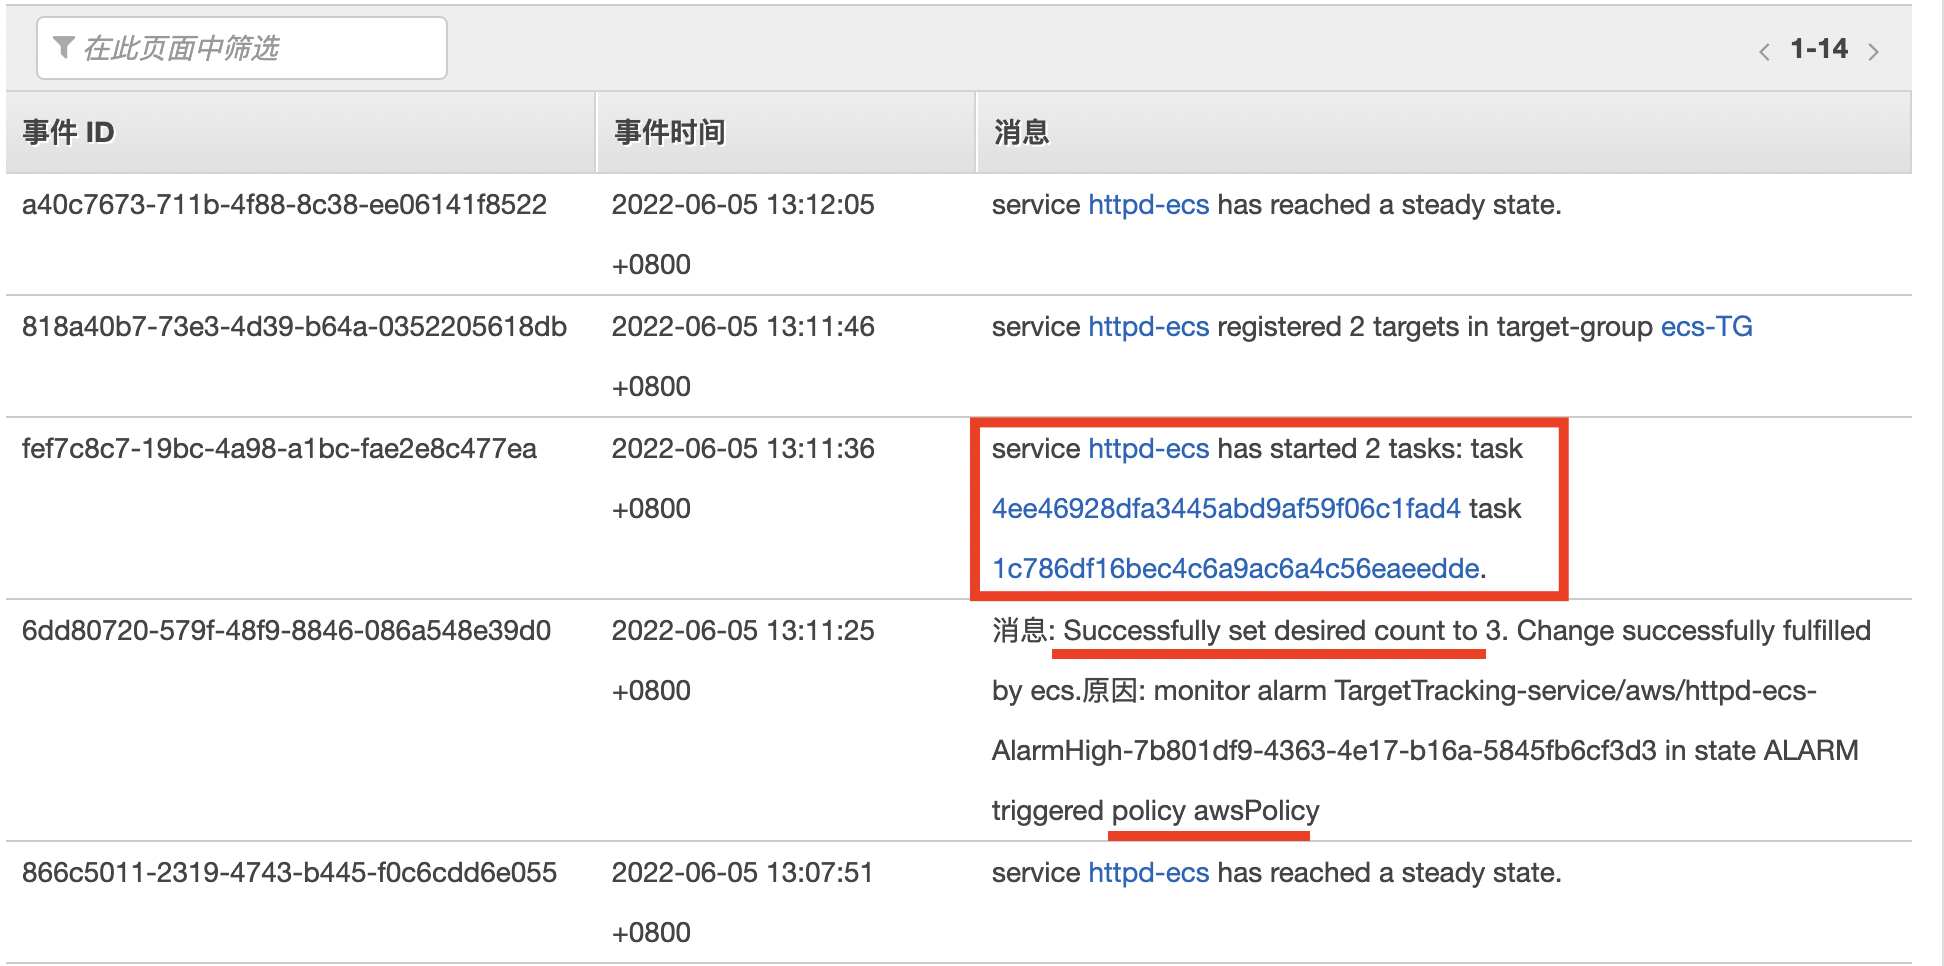 在此页面中筛选
1-14
事件 ID 事件时间 消息
a40c7673-711b-4f88-8c38-ee06141f8522 2022-06-05 13:12:05 service httpd-ecs has reached a steady state.
+0800
818a40b7-73e3-4d39-b64a-0352205618db 2022-06-05 13:11:46 service httpd-ecs registered 2 targets in target-group ecs-TG
+0800
fef7c8c7-19bc-4a98-a1bc-fae2e8c477ea 2022-06-05 13:11:36 service httpd-ecs has started 2 tasks: task
+0800 4ee46928dfa3445abd9af59f06c1fad4 task
1c786df16bec4c6a9ac6a4c56eaeedde.
6dd80720-579f-48f9-8846-086a548e39d0 2022-06-05 13:11:25 消息: Successfully set desired count to 3. Change successfully fulfilled
+0800 by ecs.原因: monitor alarm TargetTracking-service/aws/httpd-ecs-
AlarmHigh-7b801df9-4363-4e17-b16a-5845fb6cf3d3 in state ALARM
triggered policy awsPolicy
866c5011-2319-4743-b445-f0c6cdd6e055 2022-06-05 13:07:51 service httpd-ecs has reached a steady state.
+0800